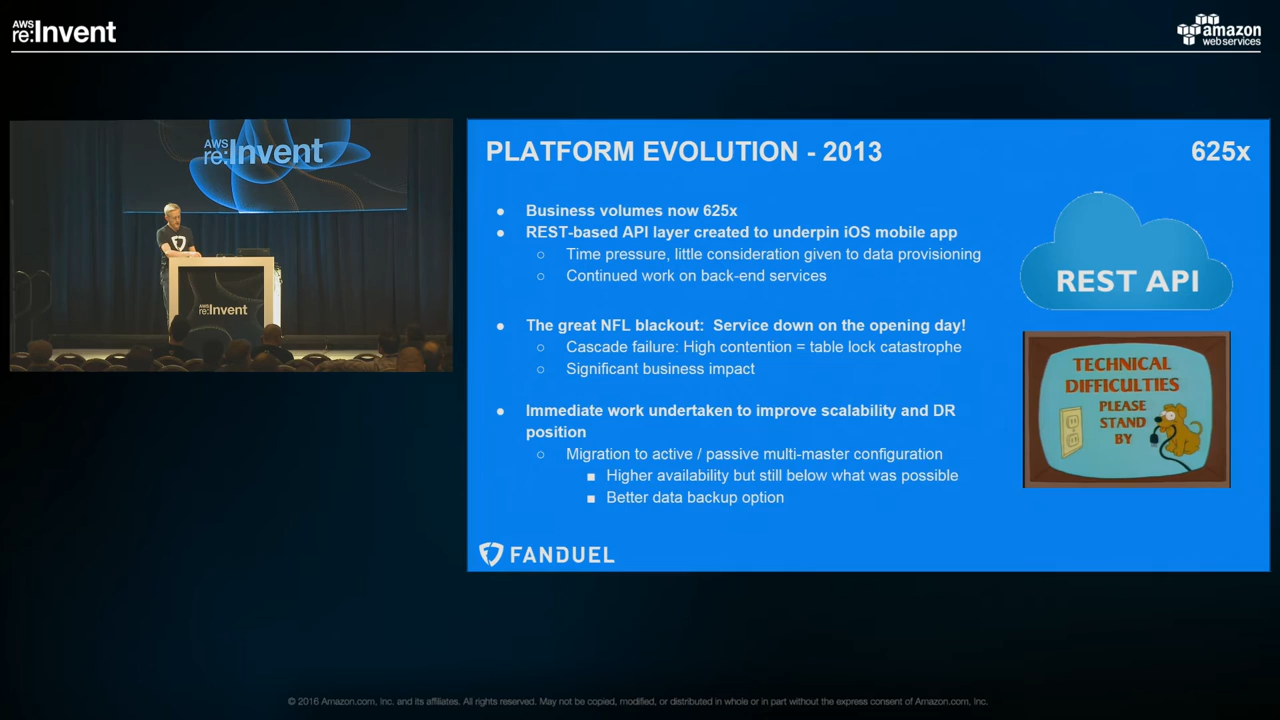 AWS
re:Invent
amazon
web services
AWS
re:Invent
AWS
re:Invent
PLATFORM EVOLUTION - 2013
625x
● Business volumes now 625x
● REST-based API layer created to underpin iOS mobile app
○ Time pressure, little consideration given to data provisioning
○ Continued work on back-end services
● The great NFL blackout: Service down on the opening day!
○ Cascade failure: High contention = table lock catastrophe
○ Significant business impact
● Immediate work undertaken to improve scalability and DR
position
○ Migration to active / passive multi-master configuration
■ Higher availability but still below what was possible
■ Better data backup option
REST API
TECHNICAL
DIFFICULTIES
PLEASE
STAND
BY
FANDUEL
© 2016 Amazon.com, Inc. and its affiliates. All rights reserved. May not be copied, modified, or distributed in whole or in part without the express consent of Amazon.com, Inc.